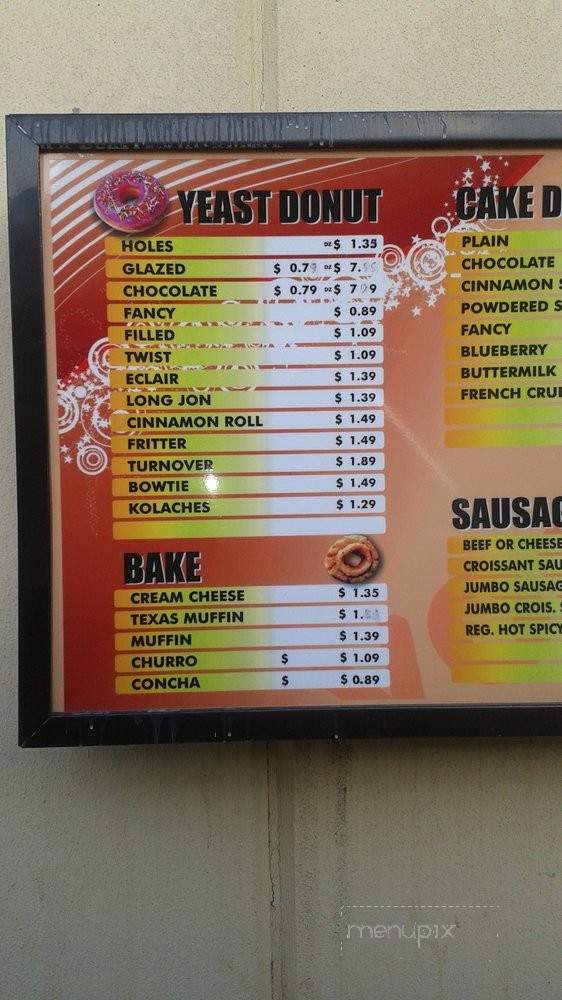 YEAST DONUT
HOLES DZ $ 1.35
GLAZED $ 0.79 DZ $ 7.
CHOCOLATE $ 0.79 DZ $ 7 9
FANCY $ 0.89
FILLED $ 1.09
TWIST $ 1.09
ECLAIR $ 1.39
LONG JON $ 1.39
CINNAMON ROLL $ 1.49
FRITTER $ 1.49
TURNOVER $ 1.89
BOWTIE $ 1.49
KOLACHES $ 1.29
BAKE
CREAM CHEESE $ 1.35
TEXAS MUFFIN $ 1.
MUFFIN $ 1.39
CHURRO $ $ 1.09
CONCHA $ $ 0.89
CAKE D
PLAIN
CHOCOLATE
CINNAMON S
POWDERED S
FANCY
BLUEBERRY
BUTTERMILK
FRENCH CRU
SAUSAG
BEEF OR CHEESE
CROISSANT SAU
JUMBO SAUSAG
JUMBO CROIS. S
REG. HOT SPICY
menupix